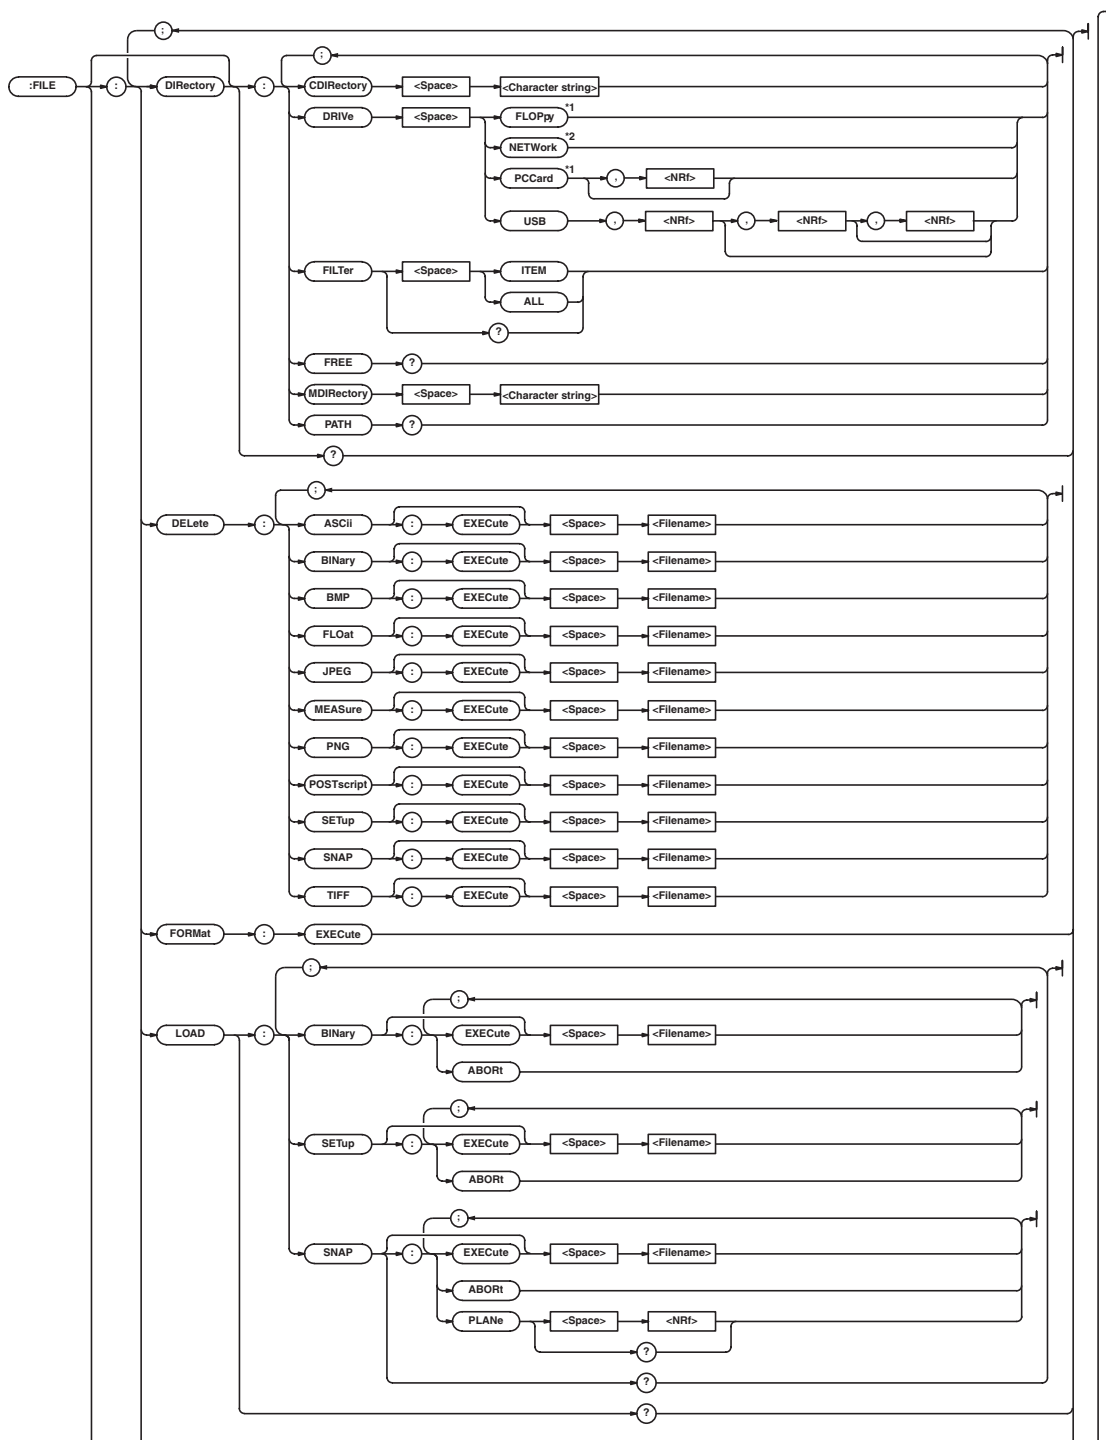 ;
;
:FILE : DIRectory : CDIRectory <Space> <Character string>
DRIVe <Space> FLOPpy *1
NETWork *2
PCCard *1 , <NRf>
USB , <NRf> , <NRf> , <NRf>
FILTer <Space> ITEM
ALL
?
FREE ?
MDIRectory <Space> <Character string>
PATH ?
?
;
DELete : ASCii : EXECute <Space> <Filename>
BINary : EXECute <Space> <Filename>
BMP : EXECute <Space> <Filename>
FLOat : EXECute <Space> <Filename>
JPEG : EXECute <Space> <Filename>
MEASure : EXECute <Space> <Filename>
PNG : EXECute <Space> <Filename>
POSTscript : EXECute <Space> <Filename>
SETup : EXECute <Space> <Filename>
SNAP : EXECute <Space> <Filename>
TIFF : EXECute <Space> <Filename>
FORMat : EXECute
;
;
LOAD : BINary : EXECute <Space> <Filename>
ABORt
;
SETup : EXECute <Space> <Filename>
ABORt
;
SNAP : EXECute <Space> <Filename>
ABORt
PLANe <Space> <NRf>
?
?
?